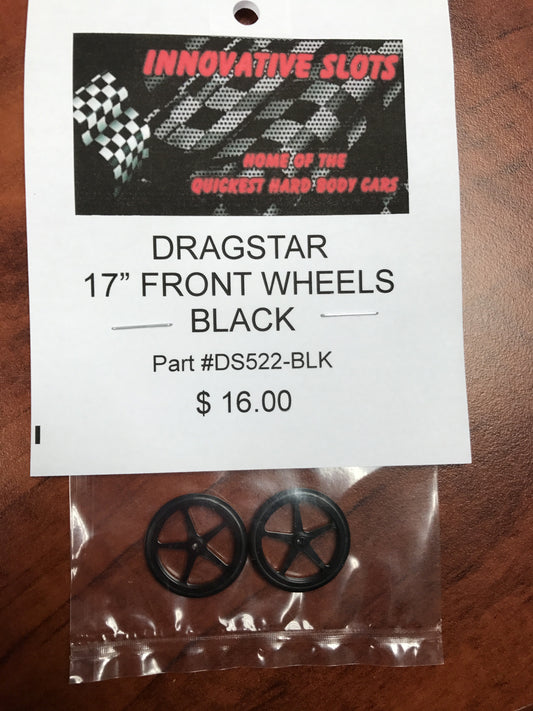 INNOVATIVE SLOTS
HOME OF THE
QUICKEST HARD BODY CARS
DRAGSTAR
17” FRONT WHEELS
BLACK
Part #DS522-BLK
$ 16.00